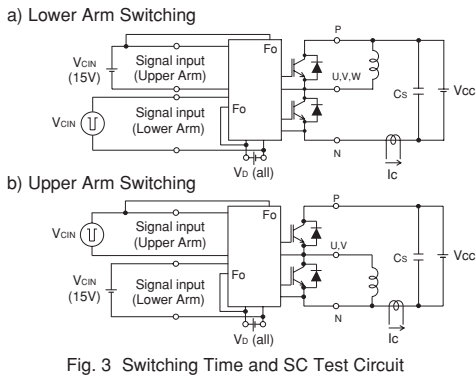 a) Lower Arm Switching
P
Fo
VCIN
(15V)
Signal input
(Upper Arm)
U,V,W
CS
VCC
VCIN
Signal input
(Lower Arm)
Fo
N
VD (all)
IC
b) Upper Arm Switching
P
Fo
VCIN
Signal input
(Upper Arm)
U,V
CS
VCC
VCIN
(15V)
Signal input
(Lower Arm)
Fo
N
VD (all)
IC
Fig. 3 Switching Time and SC Test Circuit